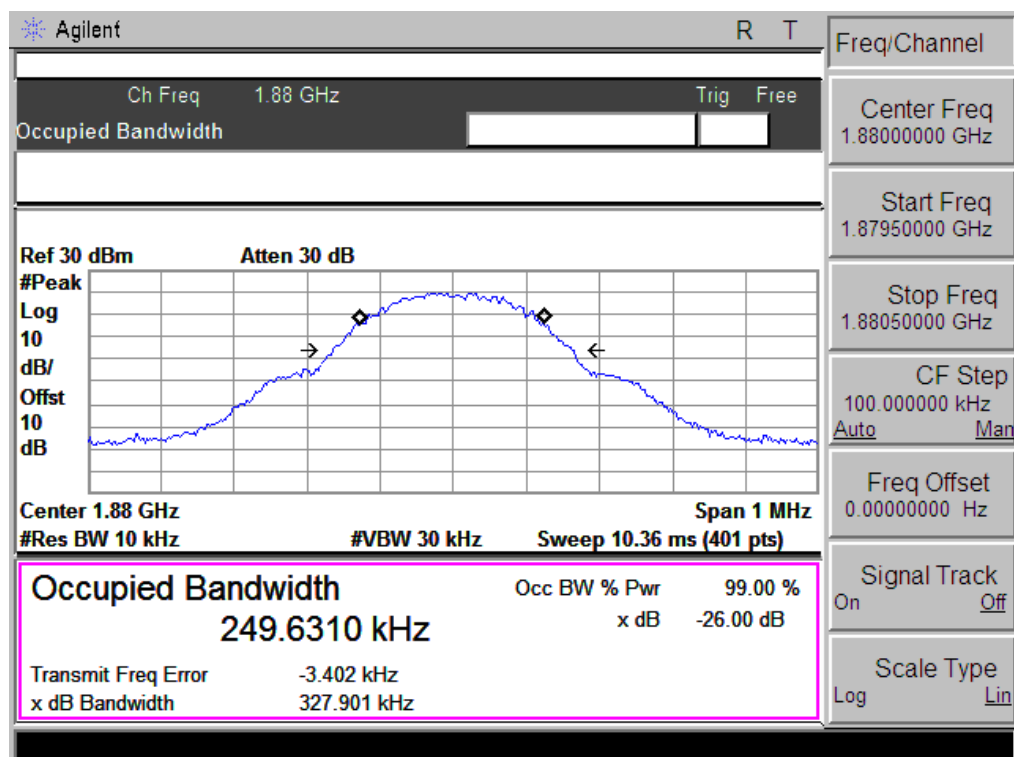 Agilent R T
Ch Freq 1.88 GHz Trig Free
Occupied Bandwidth
Ref 30 dBm Atten 30 dB
#Peak
Log
10
dB/
Offst
10
dB
Center 1.88 GHz Span 1 MHz
#Res BW 10 kHz #VBW 30 kHz Sweep 10.36 ms (401 pts)
Occupied Bandwidth Occ BW % Pwr 99.00 %
249.6310 kHz x dB -26.00 dB
Transmit Freq Error -3.402 kHz
x dB Bandwidth 327.901 kHz
Freq/Channel
Center Freq
1.88000000 GHz
Start Freq
1.87950000 GHz
Stop Freq
1.88050000 GHz
CF Step
100.000000 kHz
Auto Man
Freq Offset
0.00000000 Hz
Signal Track
On Off
Scale Type
Log Lin